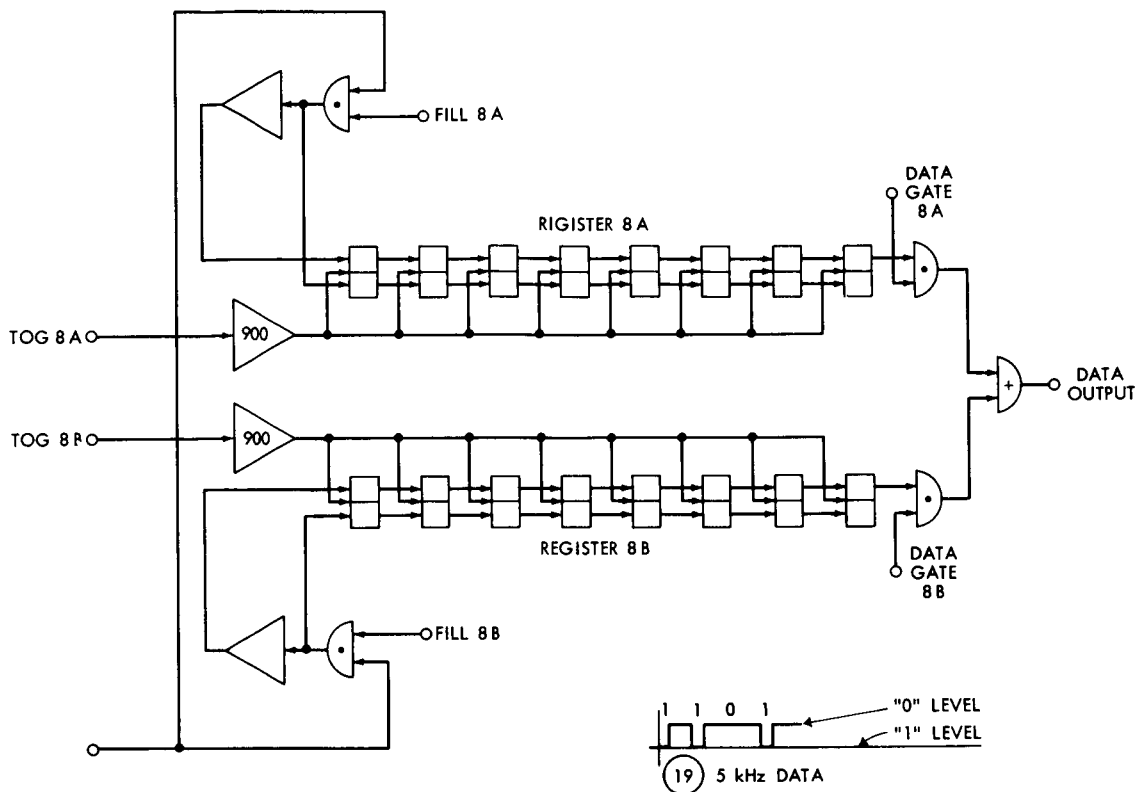 FILL 8A
DATA
GATE
8A
RIGISTER 8A
TOG 8A
900
DATA
OUTPUT
TOG 8B
900
REGISTER 8B
DATA
GATE
8B
FILL 8B
1 1 0 1
"0" LEVEL
"1" LEVEL
19 5 kHz DATA